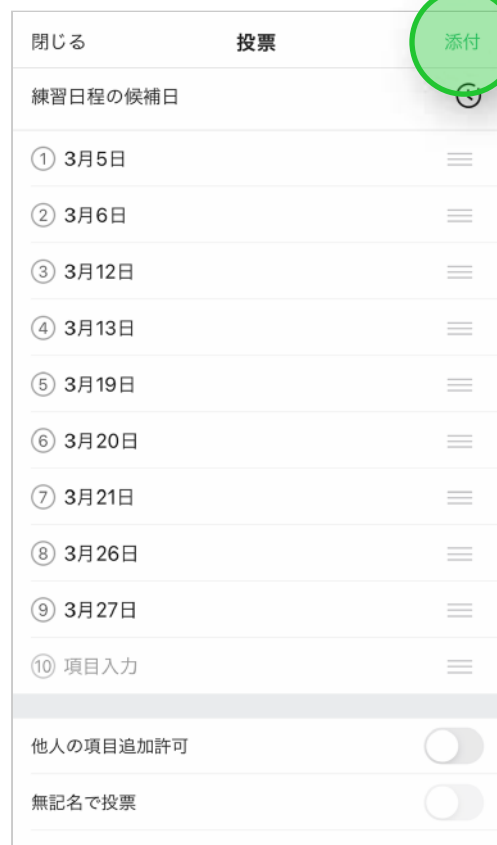 閉じる 投票 添付
練習日程の候補日
① 3月5日
② 3月6日
③ 3月12日
④ 3月13日
⑤ 3月19日
⑥ 3月20日
⑦ 3月21日
⑧ 3月26日
⑨ 3月27日
⑩ 項目入力
他人の項目追加許可
無記名で投票